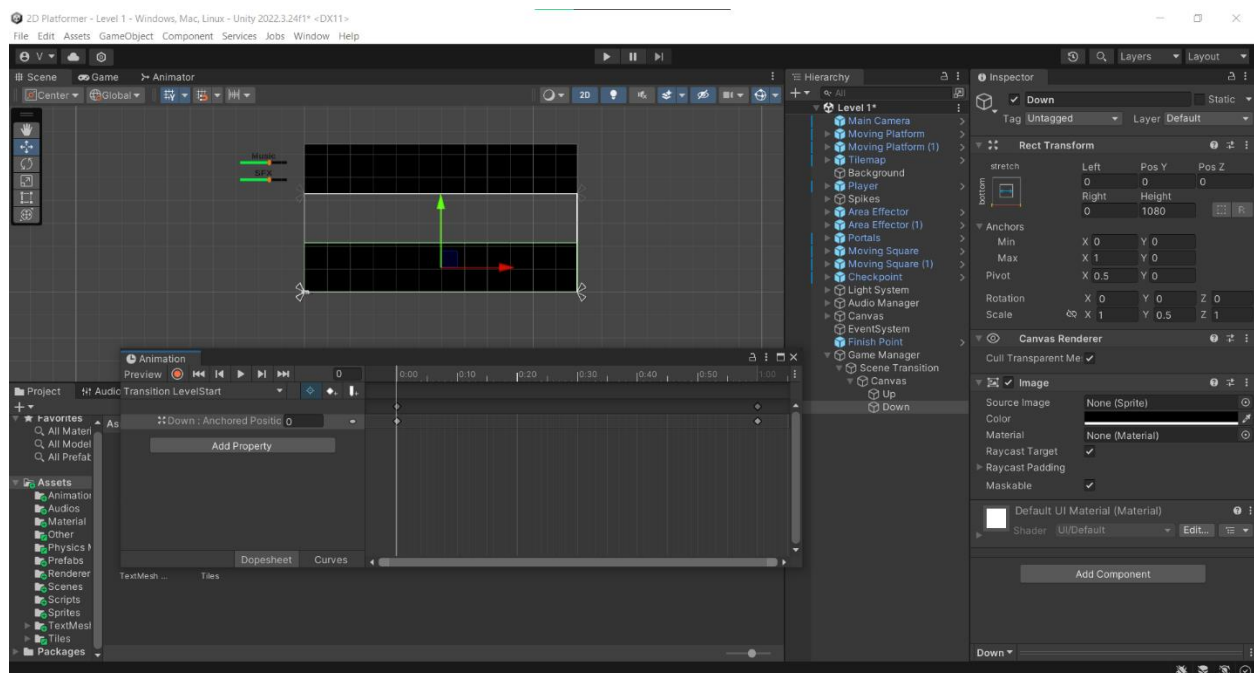 2D Platformer - Level 1 - Windows, Mac, Linux - Unity 2022.3.24f1* <DX11>
File Edit Assets GameObject Component Services Jobs Window Help
V
Layers Layout
Scene Game Animator
Center Global
2D
Music
SFX
Animation
Preview 0
Transition LevelStart
0:00 0:10 0:20 0:30 0:40 0:50 1:00
Down : Anchored Positic 0
Add Property
Dopesheet Curves
Project Audic
Favorites
All Materi
All Model
All Prefab
As
Assets
Animation
Audios
Material
Other
Physics M
Prefabs
Renderer
Scenes
Scripts
Sprites
TextMesl
Tiles
Packages
TextMesh ... Tiles
Hierarchy
All
Level 1*
Main Camera
Moving Platform
Moving Platform (1)
Tilemap
Background
Player
Spikes
Area Effector
Area Effector (1)
Portals
Moving Square
Moving Square (1)
Checkpoint
Light System
Audio Manager
Canvas
EventSystem
Finish Point
Game Manager
Scene Transition
Canvas
Up
Down
Inspector
Down Static
Tag Untagged Layer Default
Rect Transform
stretch Left Pos Y Pos Z
bottom 0 0 0
Right Height
0 1080 R
Anchors
Min X 0 Y 0
Max X 1 Y 0
Pivot X 0.5 Y 0
Rotation X 0 Y 0 Z 0
Scale X 1 Y 0.5 Z 1
Canvas Renderer
Cull Transparent Me
Image
Source Image None (Sprite)
Color
Material None (Material)
Raycast Target
Raycast Padding
Maskable
Default UI Material (Material)
Shader UI/Default Edit...
Add Component
Down